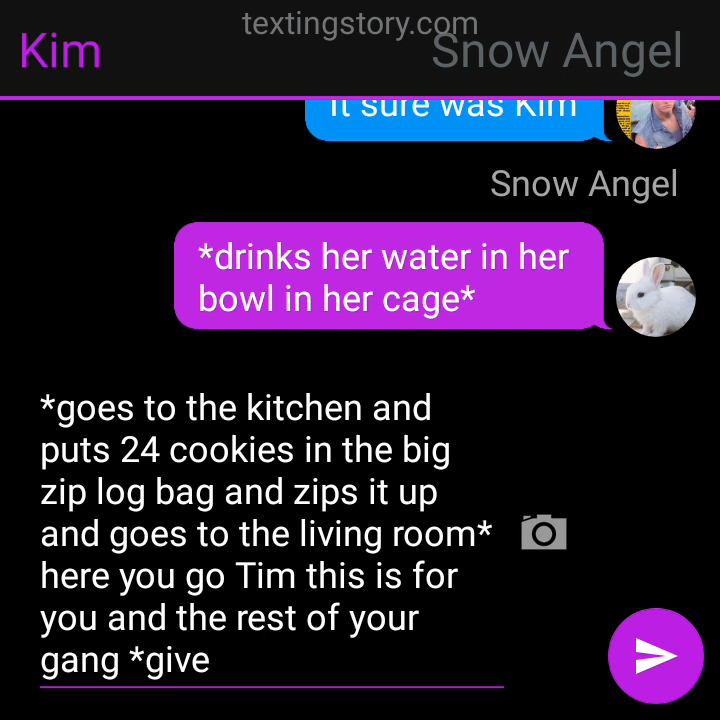 textingstory.com
Kim
Snow Angel
It sure was Kim
Snow Angel
*drinks her water in her
bowl in her cage*
*goes to the kitchen and
puts 24 cookies in the big
zip log bag and zips it up
and goes to the living room*
here you go Tim this is for
you and the rest of your
gang *give